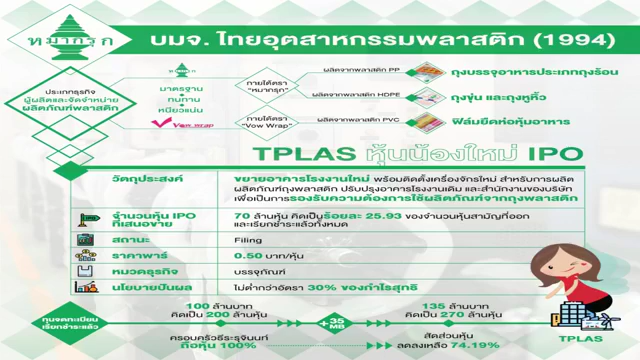 หมากรุก
บมจ. ไทยอุตสาหกรรมพลาสติก (1994)
ประเภทธุรกิจ
ผู้ผลิตและจัดจำหน่าย
ผลิตภัณฑ์พลาสติก
มาตรฐาน
ทนทาน
เหนียวแน่น
Vow wrap
ภายใต้ตรา
"หมากรุก"
ภายใต้ตรา
"Vow Wrap"
ผลิตจากพลาสติก PP
ถุงบรรจุอาหารประเภทถุงร้อน
ผลิตจากพลาสติก HDPE
ถุงขุ่น และถุงหูหิ้ว
ผลิตจากพลาสติก PVC
ฟิล์มยืดห่อหุ้มอาหาร
TPLAS หุ้นน้องใหม่ IPO
วัตถุประสงค์
ขยายอาคารโรงงานใหม่ พร้อมติดตั้งเครื่องจักรใหม่ สำหรับการผลิต
ผลิตภัณฑ์ถุงพลาสติก ปรับปรุงอาคารโรงงานเดิม และสำนักงานของบริษัท
เพื่อเป็นการรองรับความต้องการใช้ผลิตภัณฑ์จากถุงพลาสติก
จำนวนหุ้น IPO
ที่เสนอขาย
70 ล้านหุ้น คิดเป็นร้อยละ 25.93 ของจำนวนหุ้นสามัญที่ออก
และเรียกชำระแล้วทั้งหมด
สถานะ
Filing
ราคาพาร์
0.50 บาท/หุ้น
หมวดธุรกิจ
บรรจุภัณฑ์
นโยบายปันผล
ไม่ต่ำกว่าอัตรา 30% ของกำไรสุทธิ
ทุนจดทะเบียน
เรียกชำระแล้ว
100 ล้านบาท
คิดเป็น 200 ล้านหุ้น
+35
MB
135 ล้านบาท
คิดเป็น 270 ล้านหุ้น
ครอบครัวธีระรุจินนท์
ถือหุ้น 100%
สัดส่วนหุ้น
ลดลงเหลือ 74.19%
TPLAS